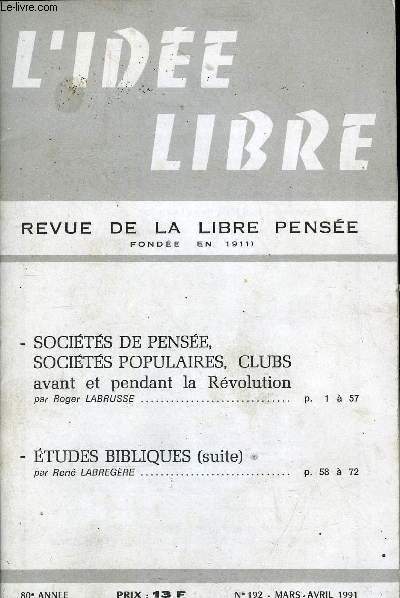 Le-livre.com
L'IDÉE
LIBRE
REVUE DE LA LIBRE PENSÉE
FONDÉE EN 1911)
- SOCIÉTÉS DE PENSÉE,
SOCIÉTÉS POPULAIRES, CLUBS
avant et pendant la Révolution
par Roger LABRUSSE .............................. p. 1 à 57
- ÉTUDES BIBLIQUES (suite)
par René LABREGÈRE .............................. p. 58 à 72
80e ANNÉE PRIX : 13 F N° 192 - MARS-AVRIL 1991